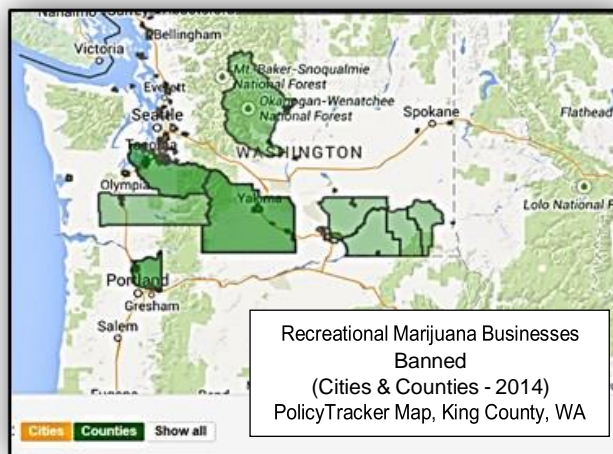 Victoria
Bellingham
Mt. Baker-Snoqualmie
National Forest
Everett
Okanogan-Wenatchee
National Forest
Seattle
Spokane
Flathead
Tacoma
WASHINGTON
Olympia
Yakima
Lolo National F
Portland
Gresham
Salem
Recreational Marijuana Businesses
Banned
(Cities & Counties - 2014)
PolicyTracker Map, King County, WA
: Cities Counties Show all